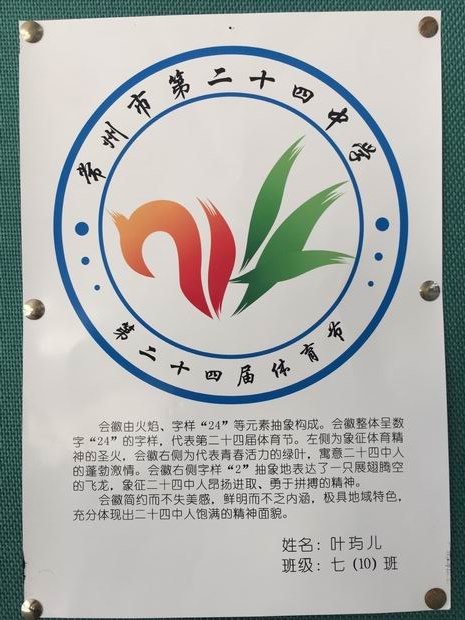 常州市第二十四中学
第二十四届体育节
会徽由火焰、字样“24”等元素抽象构成。会徽整体呈数
字“24”的字样，代表第二十四届体育节。左侧为象征体育精
神的圣火，会徽右侧为代表青春活力的绿叶，寓意二十四中人
的蓬勃激情。会徽右侧字样“2”抽象地表达了一只展翅腾空
的飞龙，象征二十四中人昂扬进取、勇于拼搏的精神。
会徽简约而不失美感，鲜明而不乏内涵，极具地域特色，
充分体现出二十四中人饱满的精神面貌。
姓名：叶玙儿
班级：七（10）班